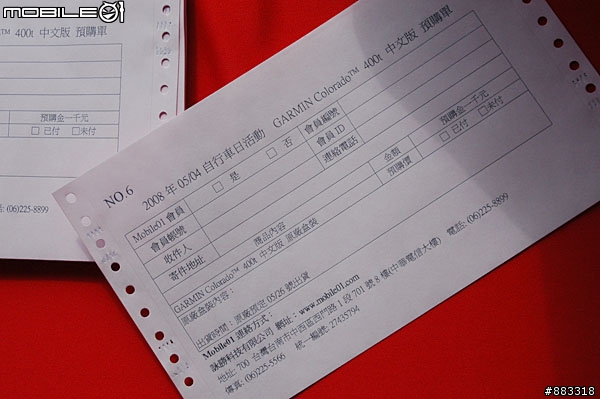 MOBILE01
™ 400t 中文版 預購單
預購金一千元
□ 已付 □未付
: (06)225-8899
NO.6
2008 年 05/04 自行車日活動 GARMIN Colorado™ 400t 中文版 預購單
Mobile01 會員 □ 是 □ 否 會員編號
會員帳號 會員 ID
收件人 連絡電話
寄件地址
商品內容 金額 預購金一千元
GARMIN Colorado™ 400t 中文版 原廠盒裝 預購價 □ 已付 □未付
原廠盒裝內容：
出貨時間：原廠預定 05/26 號出貨
Mobile01 連絡方式：
詠勝科技有限公司 網址：www.mobile01.com
地址: 700 台灣台南市中西區西門路 1 段 701 號 8 樓(中華電信大樓) 電話: (06)225-8899
傳真: (06)225-5566 統一編號: 27435794
#883318